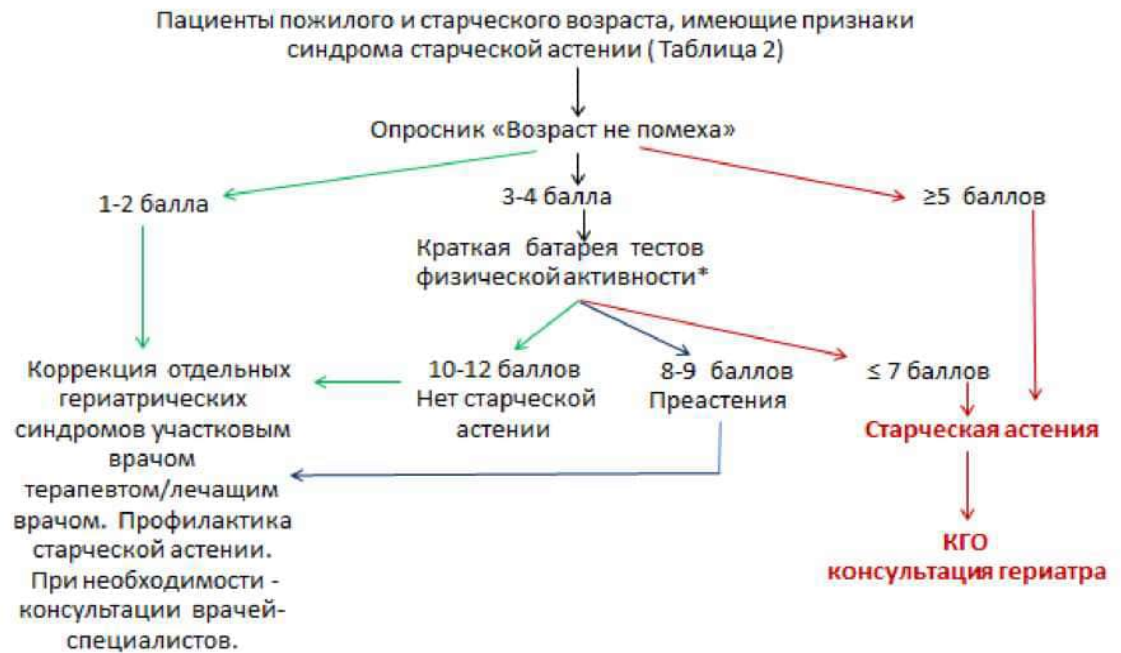 Пациенты пожилого и старческого возраста, имеющие признаки
синдрома старческой астении ( Таблица 2)
Опросник «Возраст не помеха»
1-2 балла
3-4 балла
≥5 баллов
Краткая батарея тестов
физической активности*
10-12 баллов
Нет старческой
астении
8-9 баллов
Преастения
≤ 7 баллов
Старческая астения
КГО
консультация гериатра
Коррекция отдельных
гериатрических
синдромов участковым
врачом
терапевтом/лечащим
врачом. Профилактика
старческой астении.
При необходимости -
консультации врачей-
специалистов.